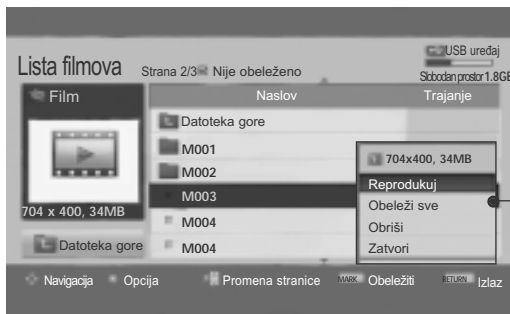 USB uređaj
Lista filmova Strana 2/3 Nije obeleženo
Slobodan prostor 1.8GB
Film
Naslov Trajanje
Datoteka gore
M001
M002
M003
M004
M004
704 x 400, 34MB
Datoteka gore
704x400, 34MB
Reprodukuj
Obeleži sve
Obriši
Zatvori
Navigacija Opcija Promena stranice MARK Obeležiti RETURN Izlaz